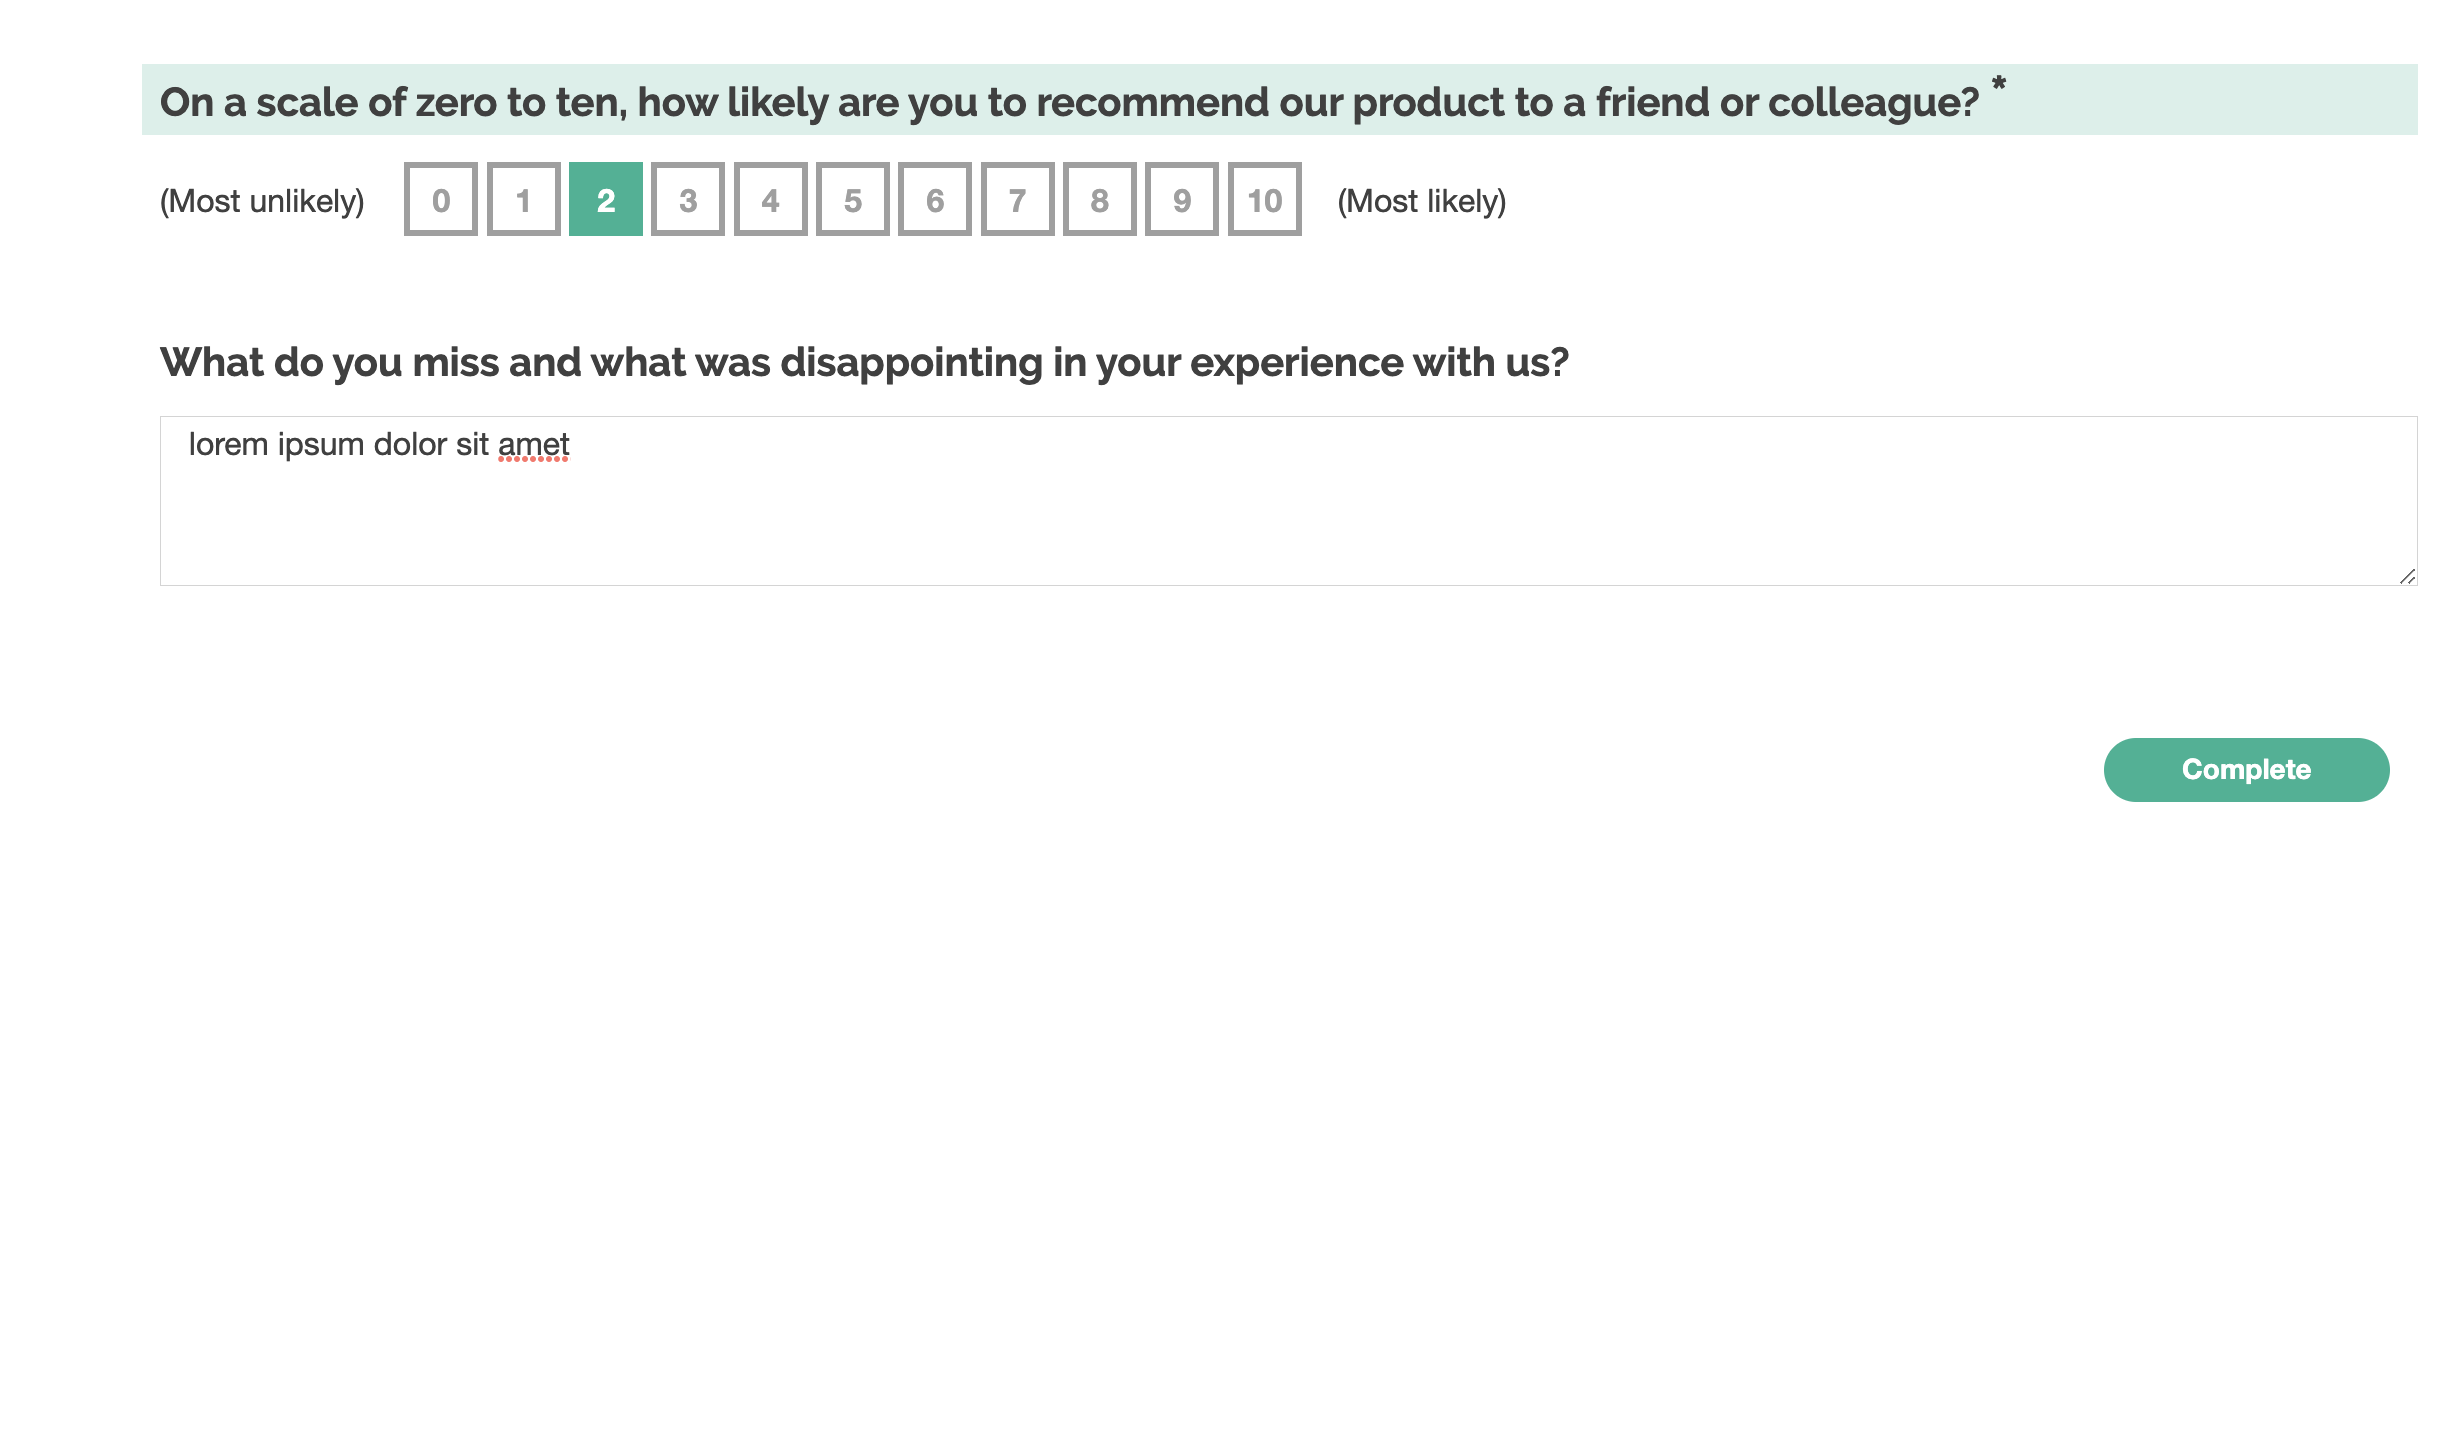 On a scale of zero to ten, how likely are you to recommend our product to a friend or colleague? *
(Most unlikely) 0 1 2 3 4 5 6 7 8 9 10 (Most likely)
What do you miss and what was disappointing in your experience with us?
lorem ipsum dolor sit amet
Complete